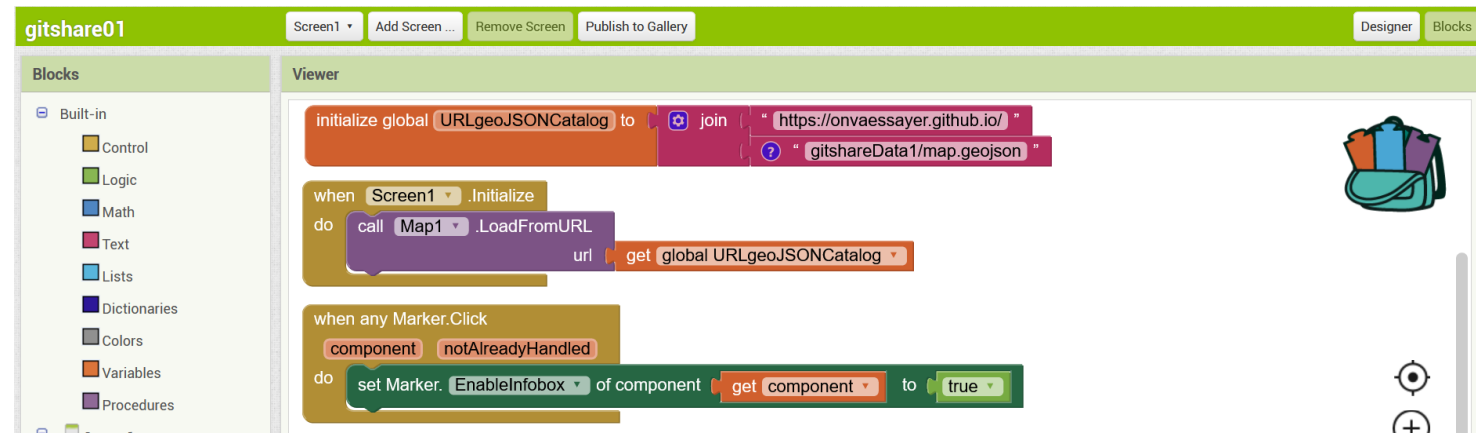 gitshare01 Screen1 ▾ Add Screen ... Remove Screen Publish to Gallery Designer Blocks
Blocks Viewer
Built-in
Control
Logic
Math
Text
Lists
Dictionaries
Colors
Variables
Procedures
initialize global URLgeoJSONCatalog to join " https://onvaessayer.github.io/ "
? " gitshareData1/map.geojson "
when Screen1 ▾ .Initialize
do call Map1 ▾ .LoadFromURL
url get global URLgeoJSONCatalog ▾
when any Marker.Click
component notAlreadyHandled
do set Marker. EnableInfobox ▾ of component get component ▾ to true ▾